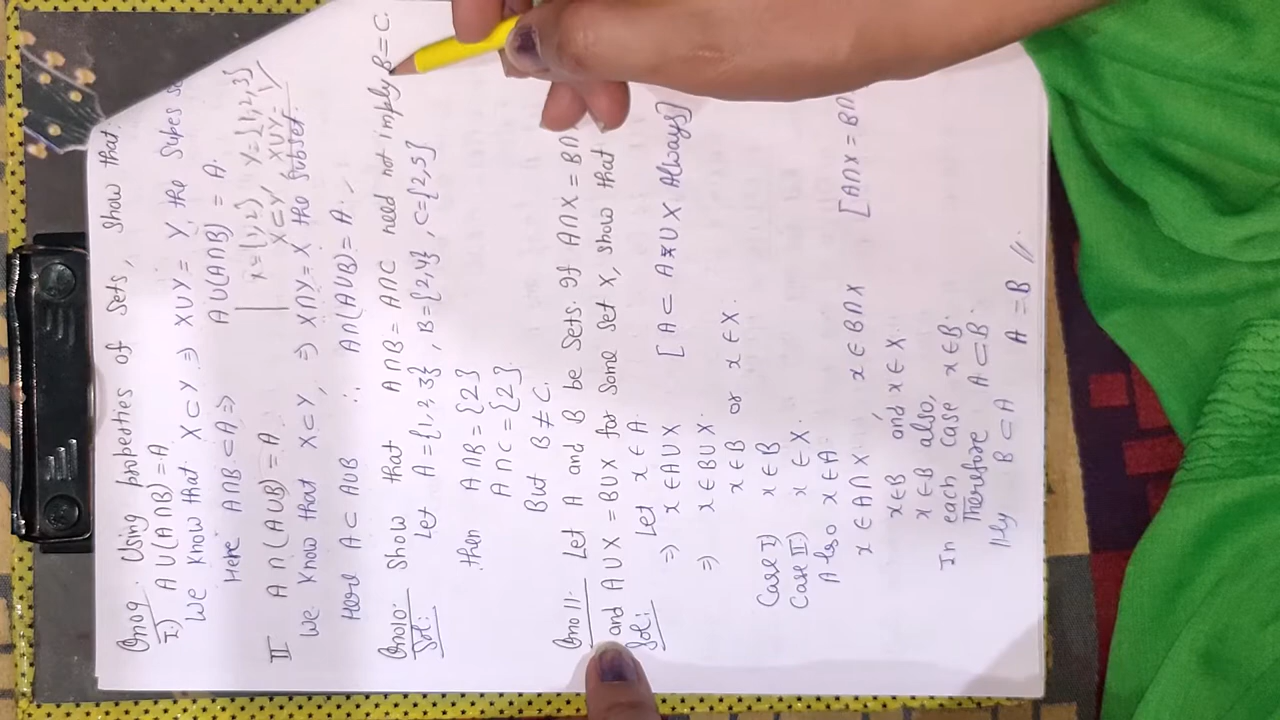 Qno9. Using properties of sets, show that.
I.) A∪(A∩B)=A
We know that X⊂Y ⇒ X∪Y = Y, the Supes s
Here A∩B ⊂A ⇒ A∪(A∩B) = A.
X={1,2} Y={1,2,3}
X⊂Y X∪Y=Y
II A∩(A∪B)=A
We know that X⊂Y, ⇒ X∩Y=X the subset.
Here A⊂A∪B ∴ A∩(A∪B)=A.
Qno10. Show that A∩B=A∩C need not imply B=C.
Sol: Let A={1,2,3}, B={2,4}, C={2,5}
then A∩B={2}
A∩C={2}
But B≠C.
Qno11. Let A and B be sets. If A∩X=B∩
and A∪X=B∪X for Some set X, show that
Sol: Let x∈A.
⇒ x∈A∪X [A⊂A∪X Always]
⇒ x∈B∪X.
x∈B or x∈X.
Case I) x∈B
Case II) x∈X.
Also x∈A.
x∈A∩X x∈B∩X [A∩X=B∩
x∈B and x∈X.
x∈B also,
In each case x∈B.
Therefore A⊂B.
llly B⊂A A=B //